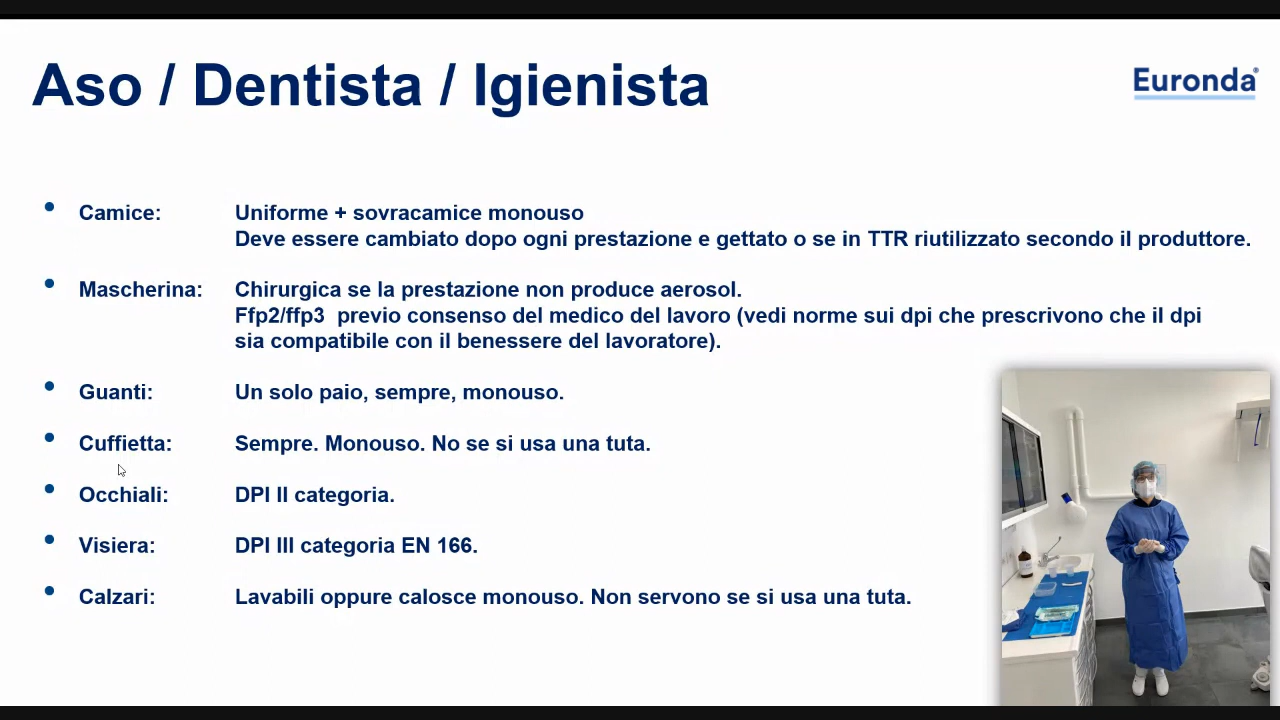 Aso / Dentista / Igienista
Euronda®
• Camice: Uniforme + sovracamice monouso
Deve essere cambiato dopo ogni prestazione e gettato o se in TTR riutilizzato secondo il produttore.
• Mascherina: Chirurgica se la prestazione non produce aerosol.
Ffp2/ffp3 previo consenso del medico del lavoro (vedi norme sui dpi che prescrivono che il dpi
sia compatibile con il benessere del lavoratore).
• Guanti: Un solo paio, sempre, monouso.
• Cuffietta: Sempre. Monouso. No se si usa una tuta.
• Occhiali: DPI II categoria.
• Visiera: DPI III categoria EN 166.
• Calzari: Lavabili oppure calosce monouso. Non servono se si usa una tuta.